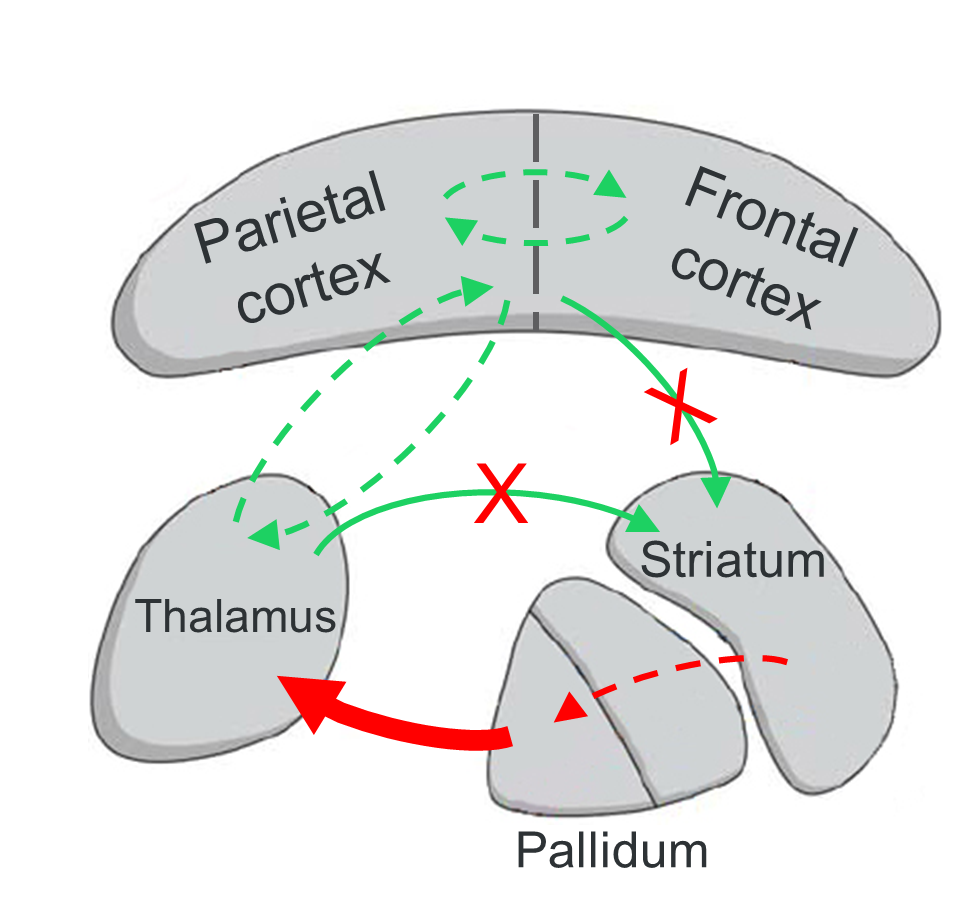 Parietal
cortex
Frontal
cortex
X
X
Striatum
Thalamus
Pallidum